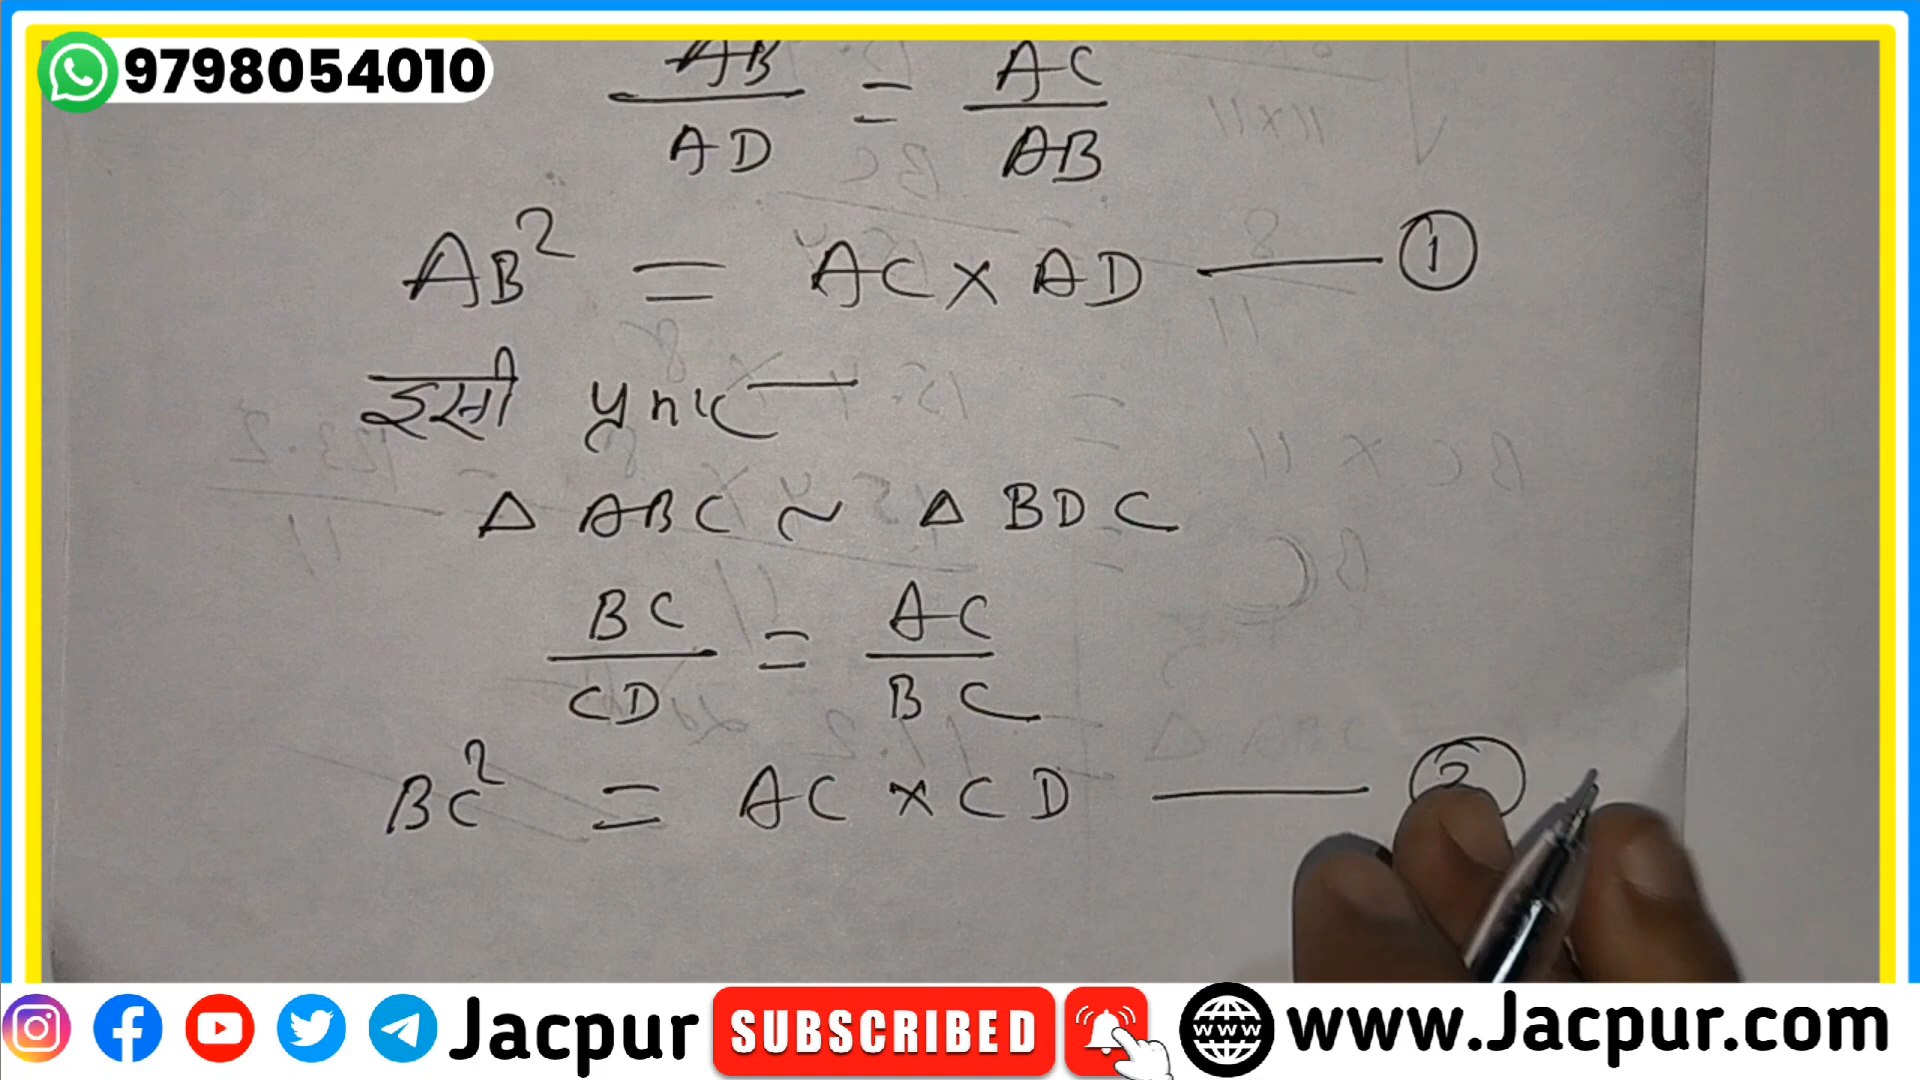 9798054010
AB/AD = AC/AB
AB² = AC × AD —— ①
इसी प्रकार
△ ABC ~ △ BDC
BC/CD = AC/BC
BC² = AC × CD —— ②
Jacpur SUBSCRIBED WWW www.Jacpur.com